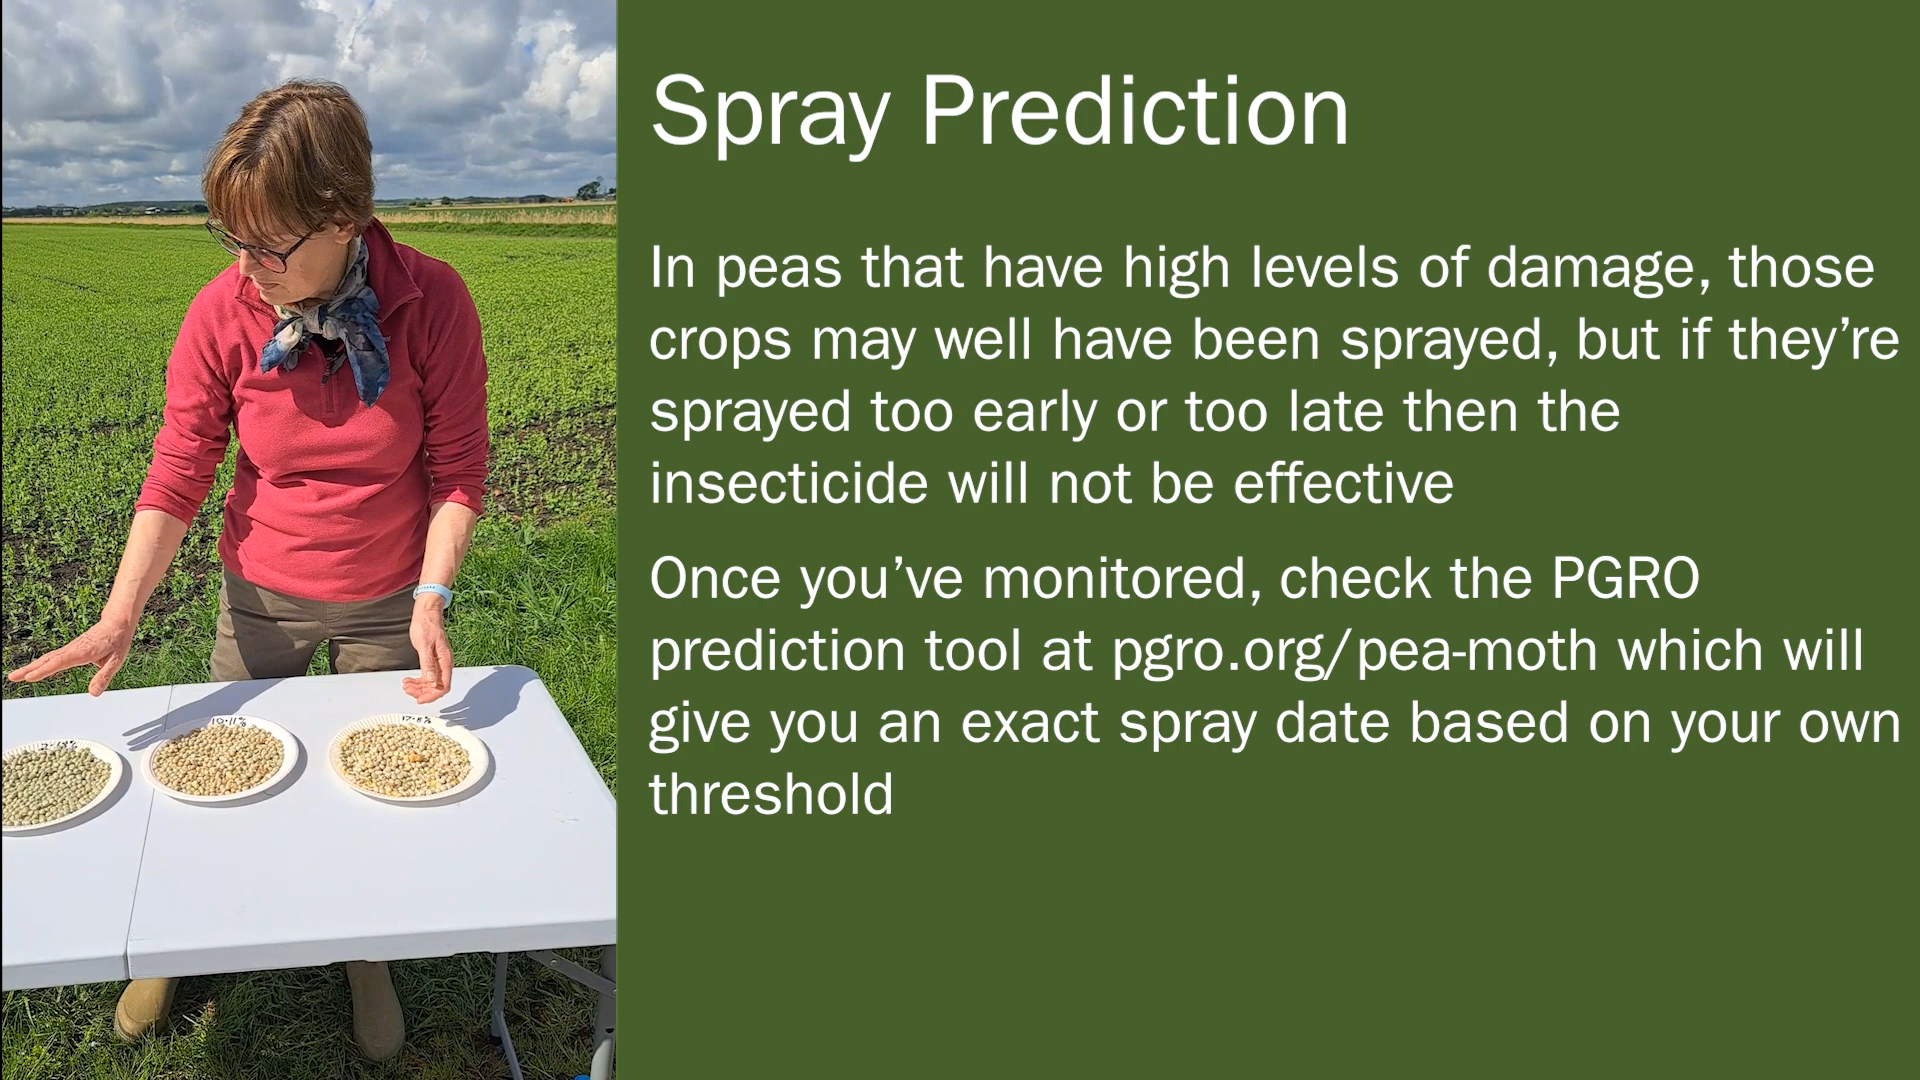 Spray Prediction
In peas that have high levels of damage, those
crops may well have been sprayed, but if they’re
sprayed too early or too late then the
insecticide will not be effective
Once you’ve monitored, check the PGRO
prediction tool at pgro.org/pea-moth which will
give you an exact spray date based on your own
threshold
10-11%